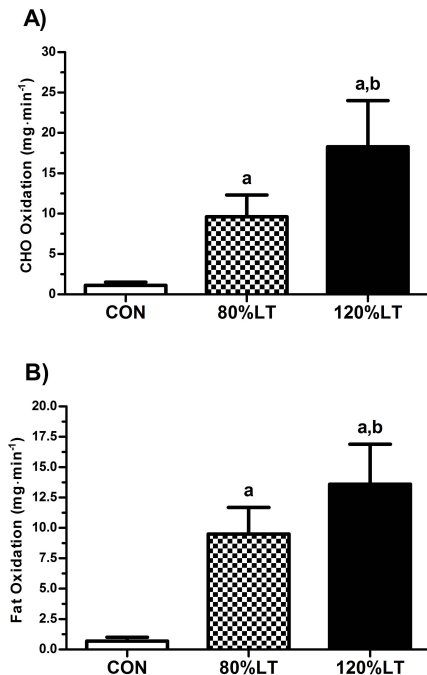 A)
CHO Oxidation (mg·min⁻¹)
30
25
20
15
10
5
0
a
a,b
CON 80%LT 120%LT
B)
Fat Oxidation (mg·min⁻¹)
20.0
17.5
15.0
12.5
10.0
7.5
5.0
2.5
0.0
a
a,b
CON 80%LT 120%LT